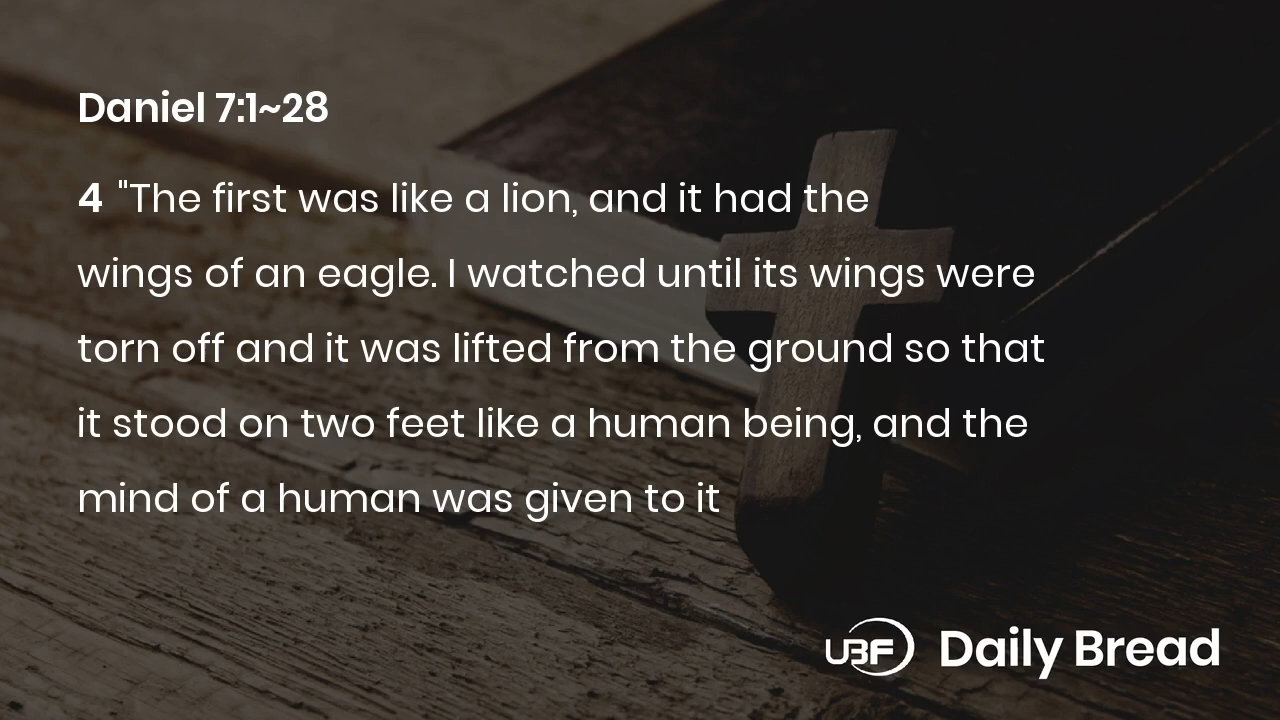 Daniel 7:1~28
4 "The first was like a lion, and it had the
wings of an eagle. I watched until its wings were
torn off and it was lifted from the ground so that
it stood on two feet like a human being, and the
mind of a human was given to it
UBF Daily Bread